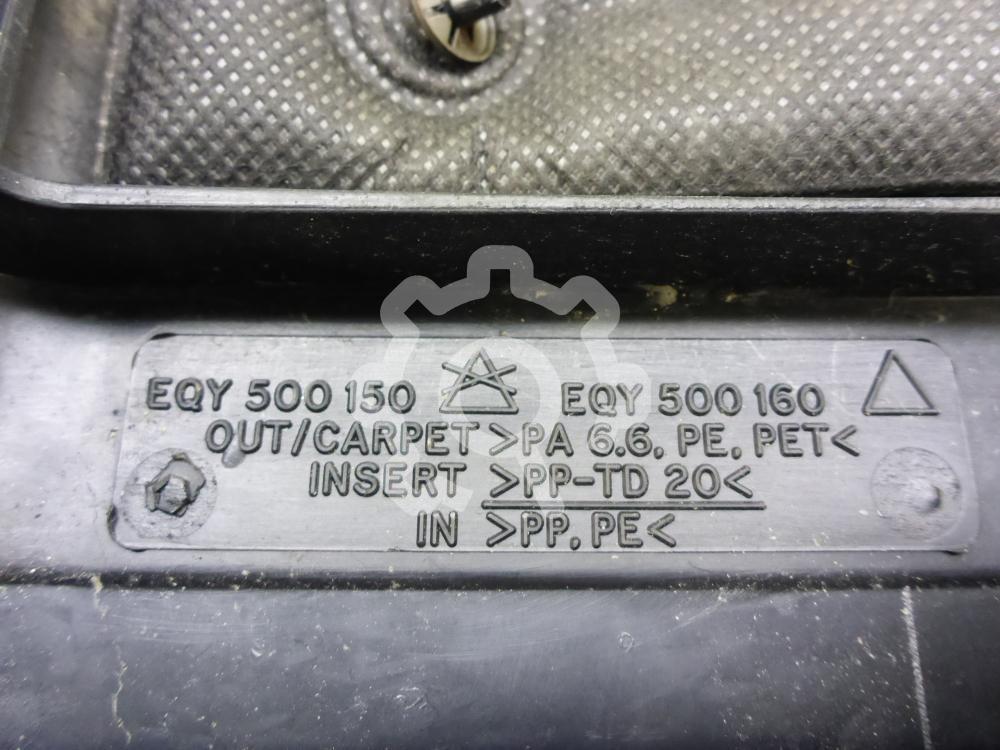 EQY 500 150 EQY 500 160
OUT/CARPET >PA 6.6. PE. PET<
INSERT >PP-TD 20<
IN >PP. PE<